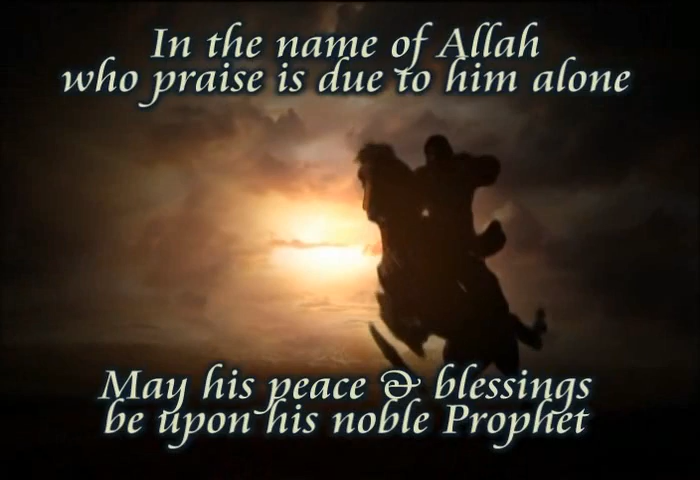 In the name of Allah
who praise is due to him alone
May his peace & blessings
be upon his noble Prophet